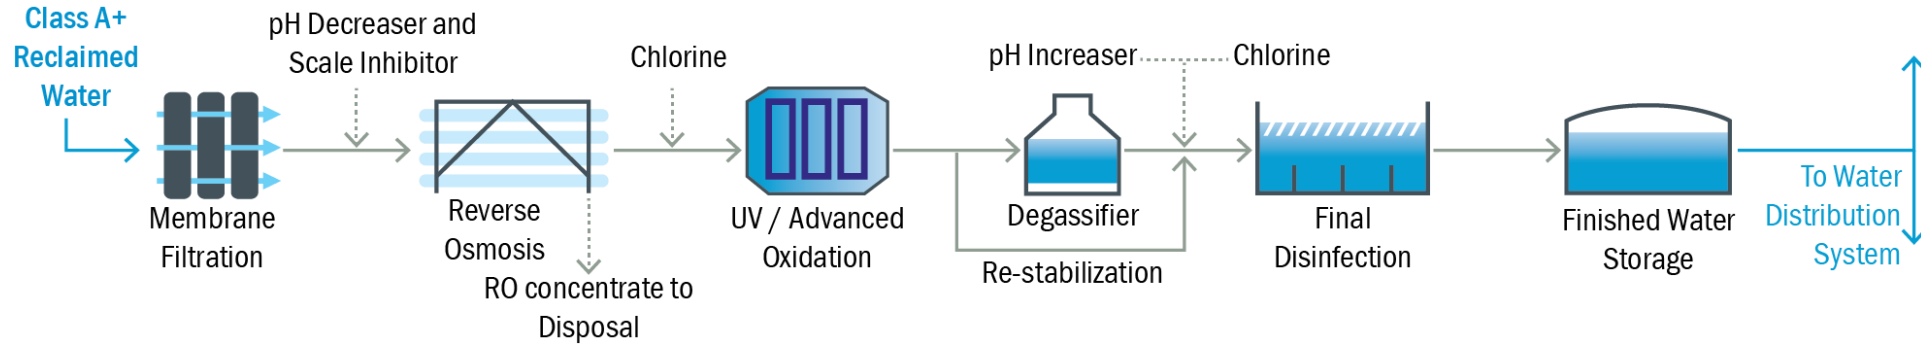 Class A+
Reclaimed
Water
pH Decreaser and
Scale Inhibitor
Chlorine
pH Increaser
Chlorine
Membrane
Filtration
Reverse
Osmosis
RO concentrate to
Disposal
UV / Advanced
Oxidation
Degassifier
Re-stabilization
Final
Disinfection
Finished Water
Storage
To Water
Distribution
System